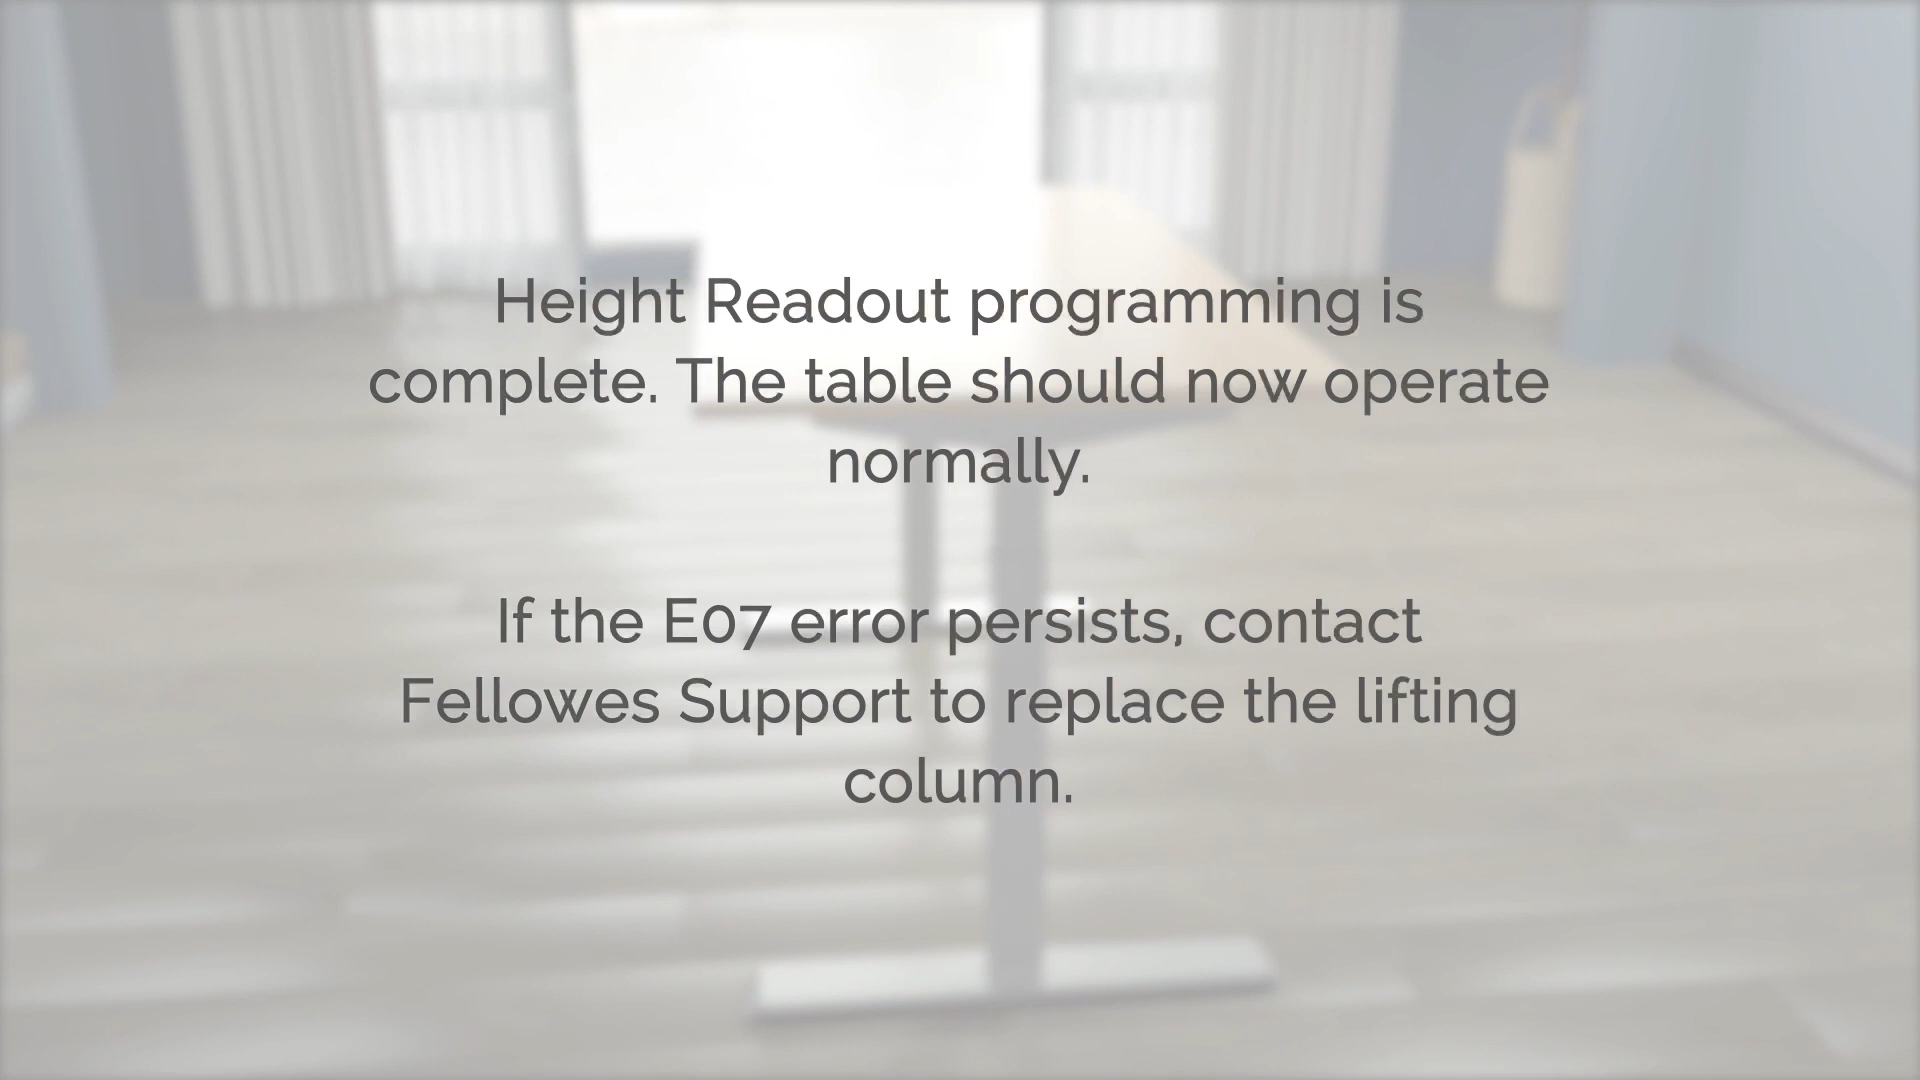 Height Readout programming is
complete. The table should now operate
normally.
If the E07 error persists, contact
Fellowes Support to replace the lifting
column.